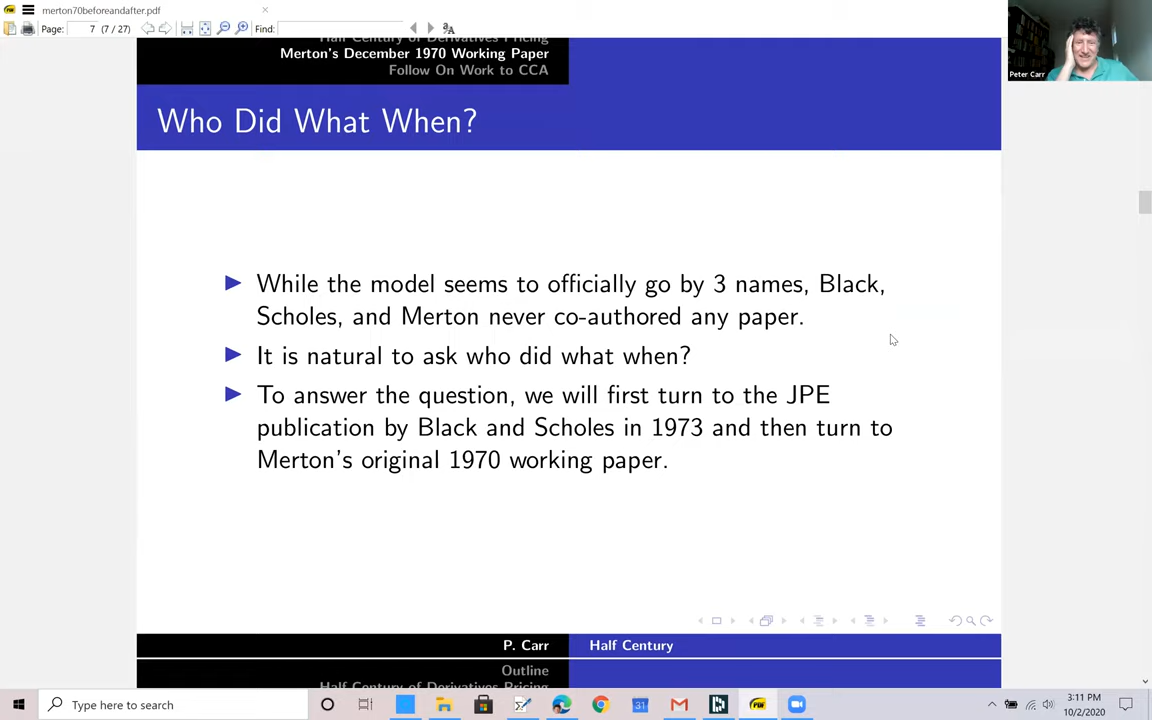 merton70beforeandafter.pdf
Page: 7 (7 / 27) Find:
Peter Carr
Half Century of Derivatives Pricing
Merton's December 1970 Working Paper
Follow On Work to CCA
Who Did What When?
While the model seems to officially go by 3 names, Black,
Scholes, and Merton never co-authored any paper.
It is natural to ask who did what when?
To answer the question, we will first turn to the JPE
publication by Black and Scholes in 1973 and then turn to
Merton's original 1970 working paper.
P. Carr Half Century
Outline
Half Century of Derivatives Pricing
Type here to search
31
3:11 PM
10/2/2020